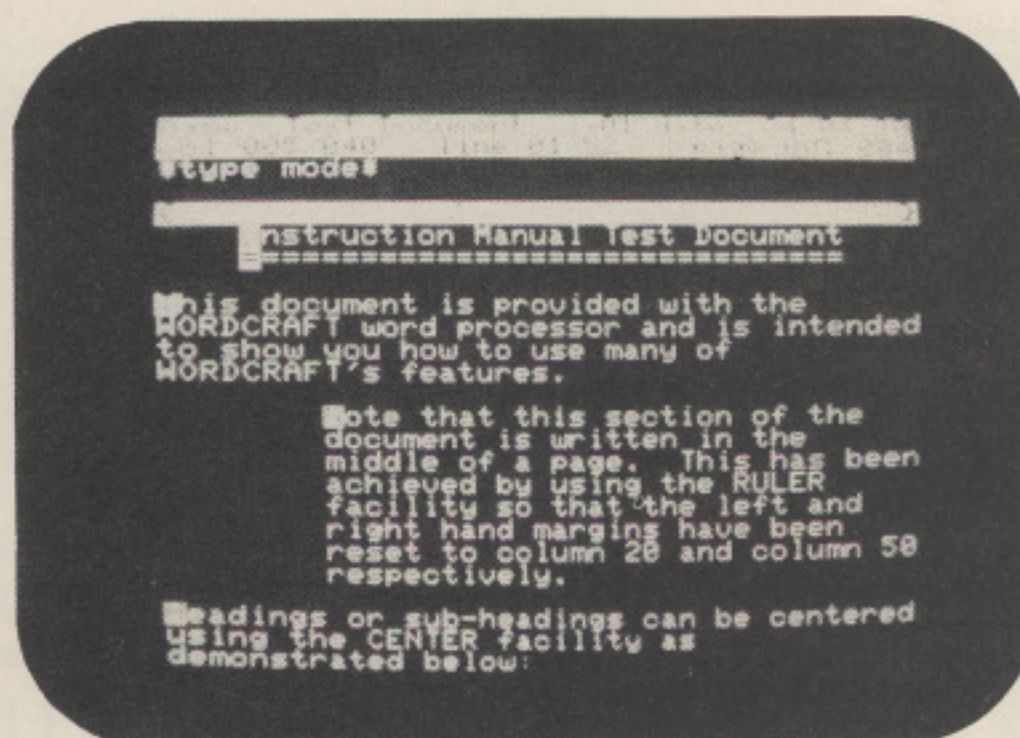 *type mode*
Instruction Manual Test Document
================================
This document is provided with the
WORDCRAFT word processor and is intended
to show you how to use many of
WORDCRAFT's features.
Note that this section of the
document is written in the
middle of a page. This has been
achieved by using the RULER
facility so that the left and
right hand margins have been
reset to column 20 and column 50
respectively.
Headings or sub-headings can be centered
using the CENTER facility as
demonstrated below: